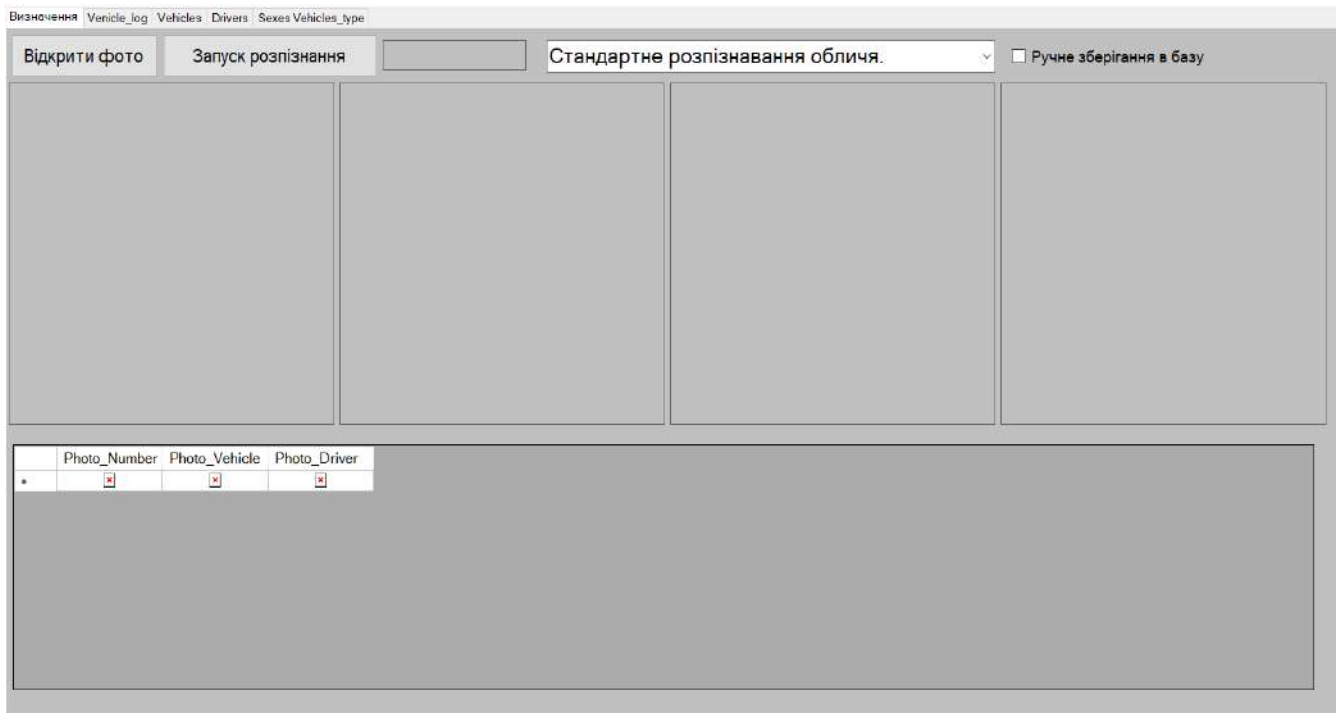 Визначення Venicle_log Vehicles Drivers Sexes Vehicles_type
Відкрити фото Запуск розпізнання Стандартне розпізнавання обличя. Ручне зберігання в базу
Photo_Number Photo_Vehicle Photo_Driver